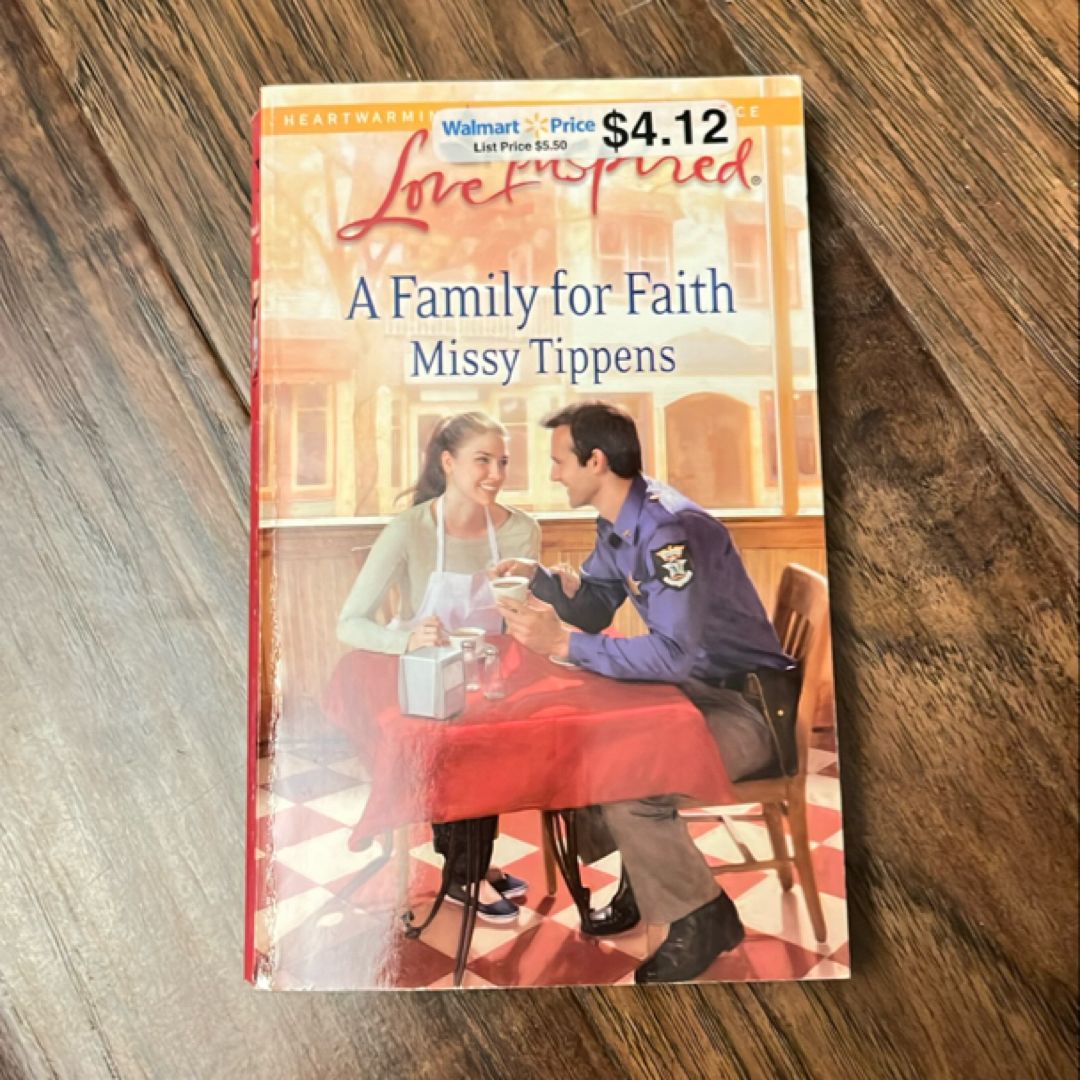 HEARTWARMIN
CE
Walmart Price $4.12
List Price $5.50
Love Inspired®
A Family for Faith
Missy Tippens